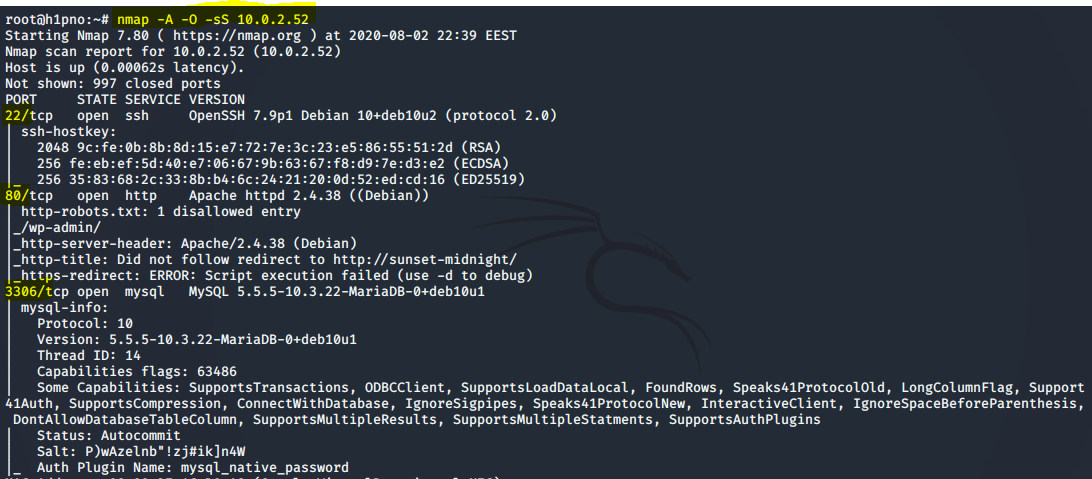 root@h1pno:~# nmap -A -O -sS 10.0.2.52
Starting Nmap 7.80 ( https://nmap.org ) at 2020-08-02 22:39 EEST
Nmap scan report for 10.0.2.52 (10.0.2.52)
Host is up (0.00062s latency).
Not shown: 997 closed ports
PORT     STATE SERVICE VERSION
22/tcp   open  ssh     OpenSSH 7.9p1 Debian 10+deb10u2 (protocol 2.0)
| ssh-hostkey:
|   2048 9c:fe:0b:8b:8d:15:e7:72:7e:3c:23:e5:86:55:51:2d (RSA)
|   256 fe:eb:ef:5d:40:e7:06:67:9b:63:67:f8:d9:7e:d3:e2 (ECDSA)
|_  256 35:83:68:2c:33:8b:b4:6c:24:21:20:0d:52:ed:cd:16 (ED25519)
80/tcp   open  http    Apache httpd 2.4.38 ((Debian))
| http-robots.txt: 1 disallowed entry
|_/wp-admin/
|_http-server-header: Apache/2.4.38 (Debian)
|_http-title: Did not follow redirect to http://sunset-midnight/
|_https-redirect: ERROR: Script execution failed (use -d to debug)
3306/tcp open  mysql   MySQL 5.5.5-10.3.22-MariaDB-0+deb10u1
| mysql-info:
|   Protocol: 10
|   Version: 5.5.5-10.3.22-MariaDB-0+deb10u1
|   Thread ID: 14
|   Capabilities flags: 63486
|   Some Capabilities: SupportsTransactions, ODBCClient, SupportsLoadDataLocal, FoundRows, Speaks41ProtocolOld, LongColumnFlag, Support
41Auth, SupportsCompression, ConnectWithDatabase, IgnoreSigpipes, Speaks41ProtocolNew, InteractiveClient, IgnoreSpaceBeforeParenthesis,
DontAllowDatabaseTableColumn, SupportsMultipleResults, SupportsMultipleStatments, SupportsAuthPlugins
|   Status: Autocommit
|   Salt: P)wAzelnb"!zj#ik]n4W
|_  Auth Plugin Name: mysql_native_password